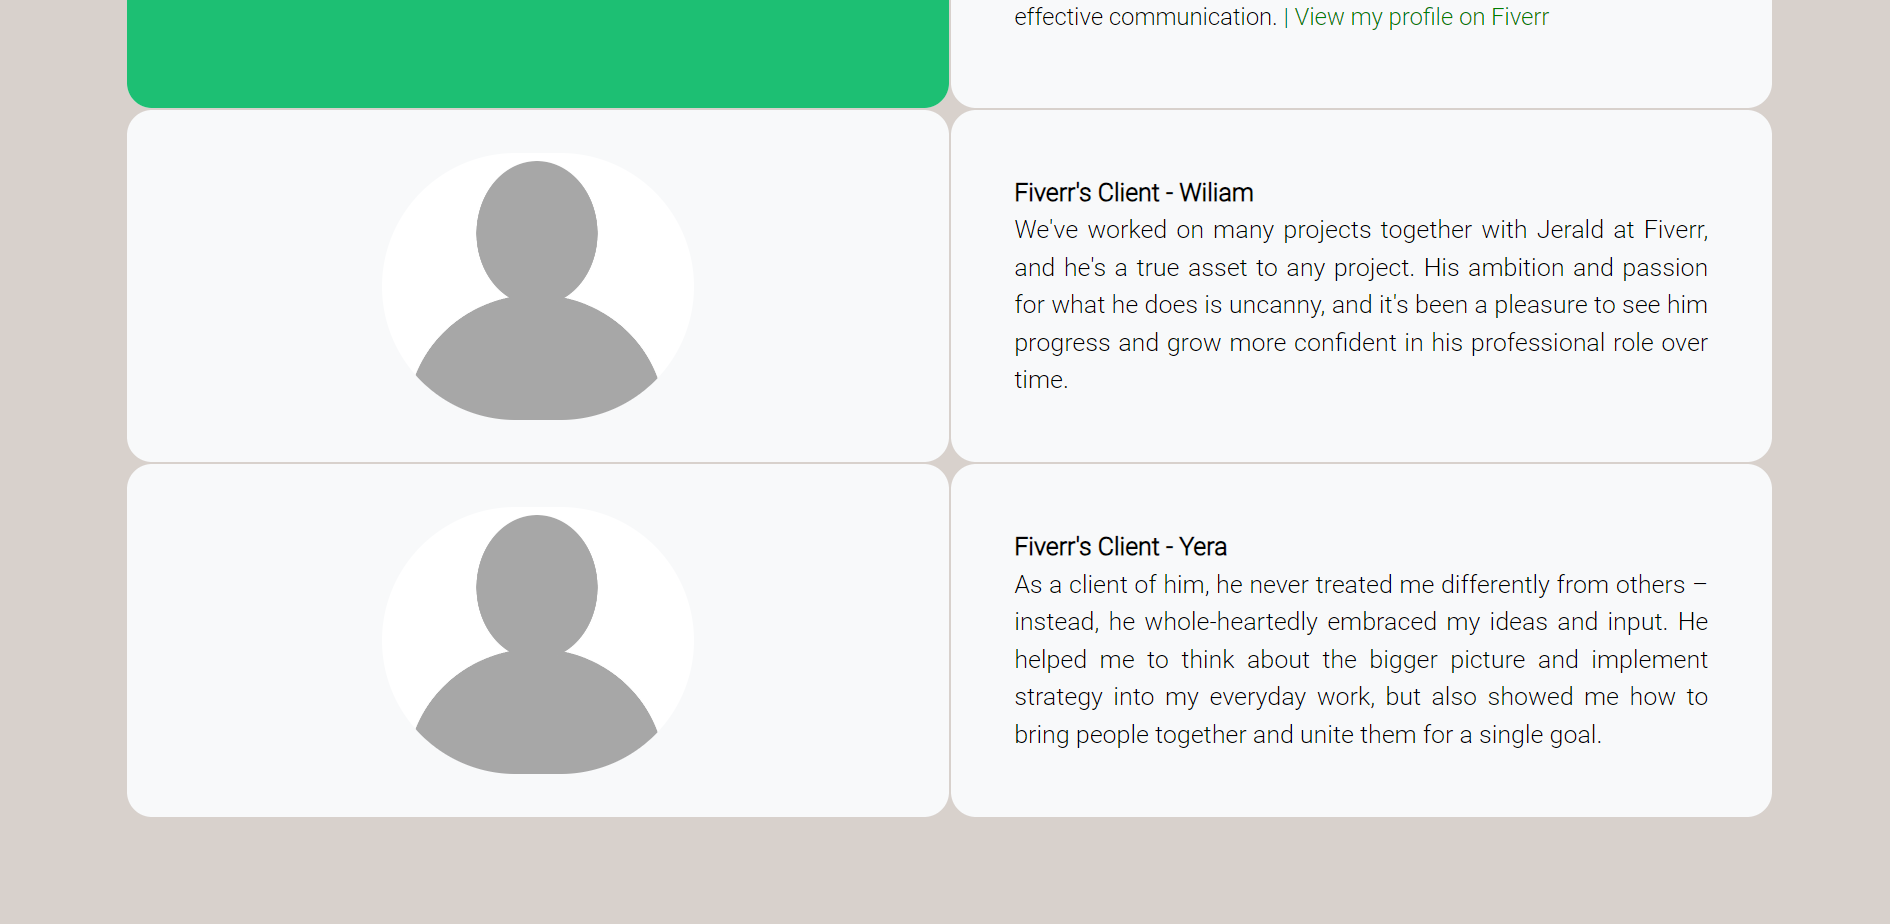 effective communication. | View my profile on Fiverr
Fiverr's Client - Wiliam
We've worked on many projects together with Jerald at Fiverr,
and he's a true asset to any project. His ambition and passion
for what he does is uncanny, and it's been a pleasure to see him
progress and grow more confident in his professional role over
time.
Fiverr's Client - Yera
As a client of him, he never treated me differently from others –
instead, he whole-heartedly embraced my ideas and input. He
helped me to think about the bigger picture and implement
strategy into my everyday work, but also showed me how to
bring people together and unite them for a single goal.